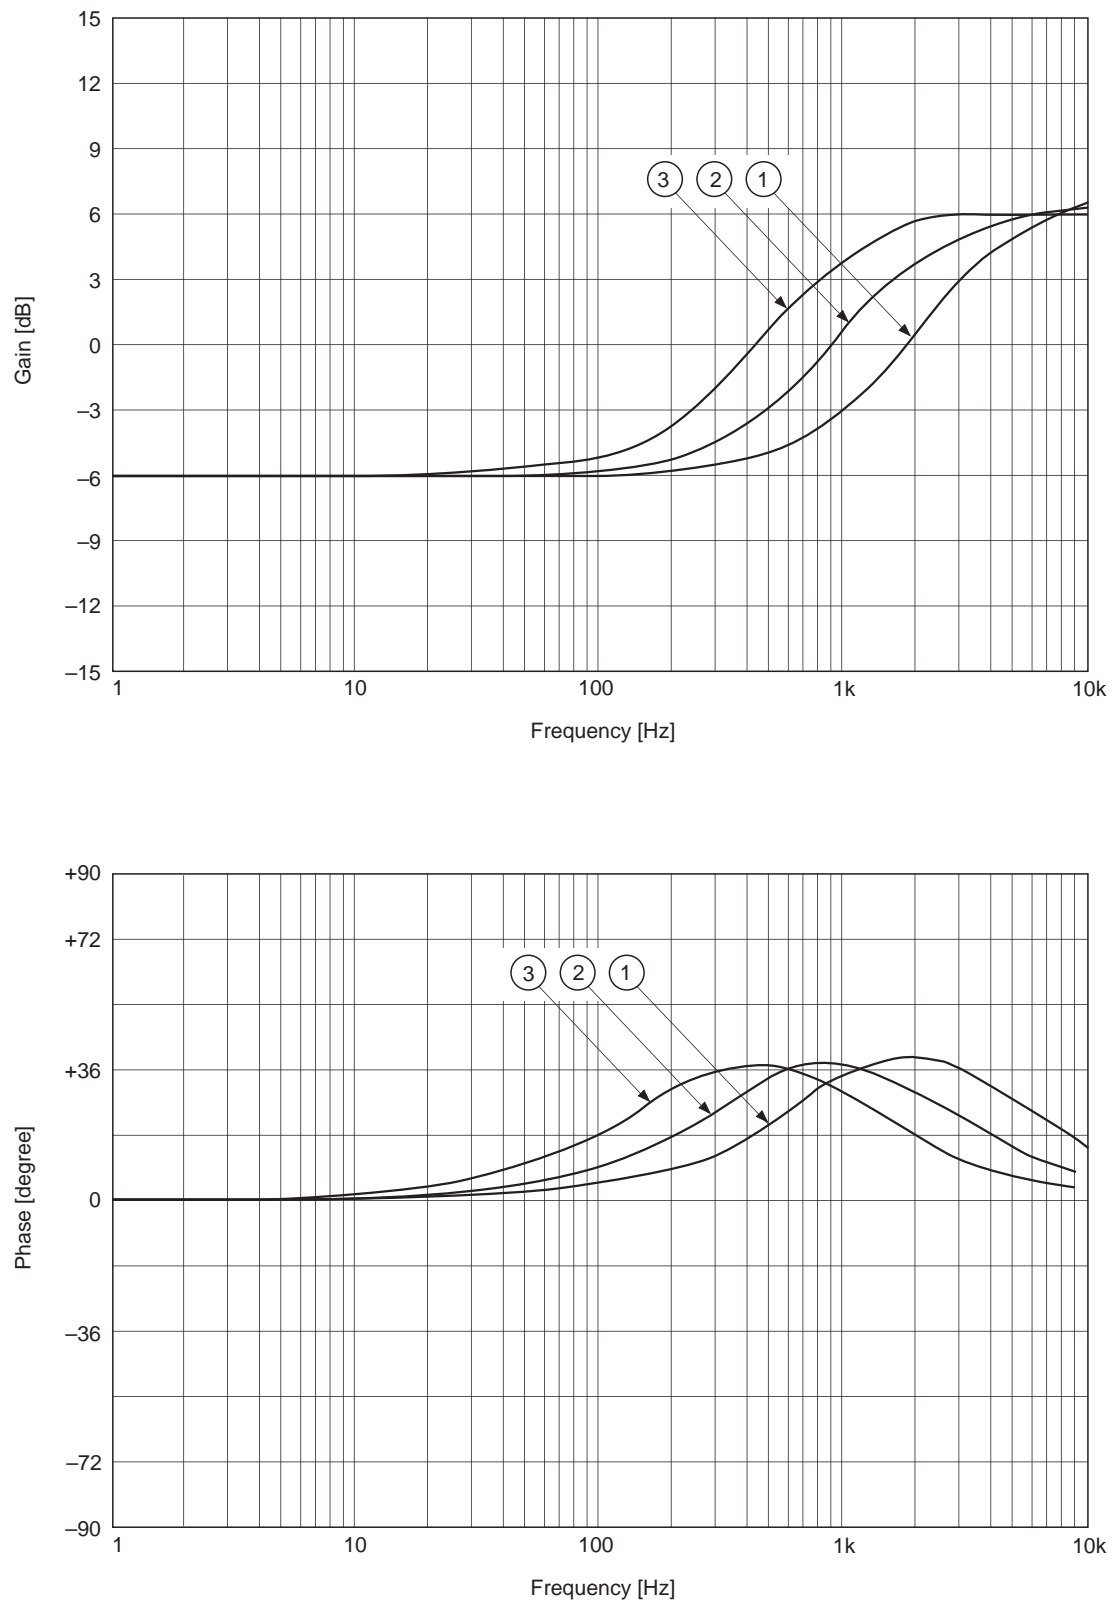 15
12
9
6
3
0
–3
–6
–9
–12
–15
Gain [dB]
3 2 1
1 10 100 1k 10k
Frequency [Hz]
+90
+72
+36
0
–36
–72
–90
Phase [degree]
3 2 1
1 10 100 1k 10k
Frequency [Hz]